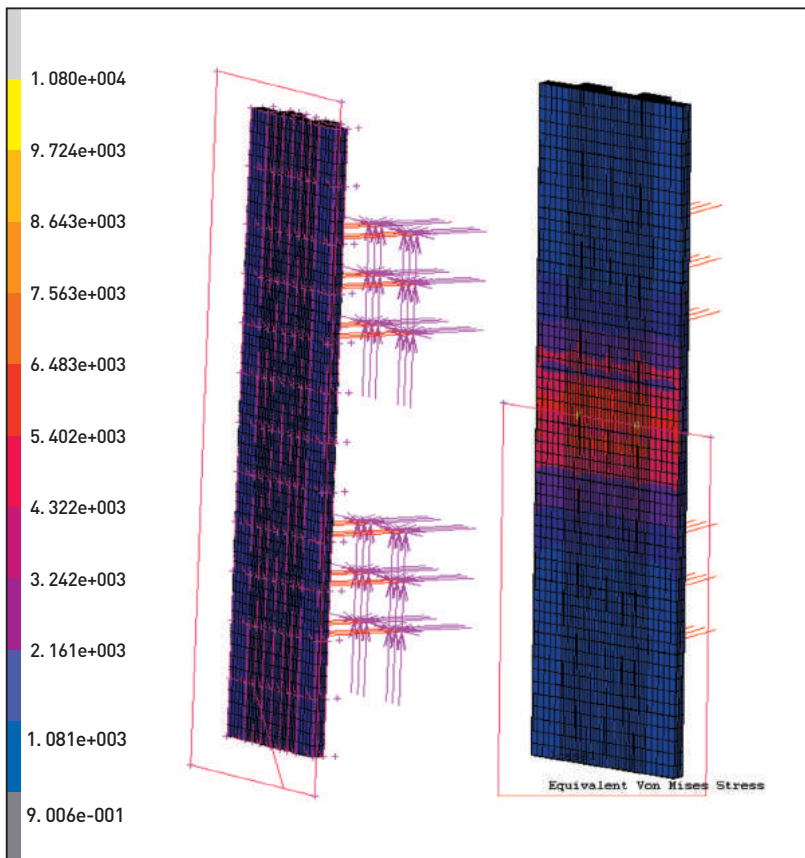 1.080e+004
9.724e+003
8.643e+003
7.563e+003
6.483e+003
5.402e+003
4.322e+003
3.242e+003
2.161e+003
1.081e+003
9.006e-001
Equivalent Von Mises Stress